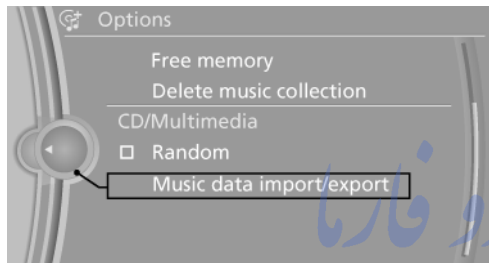 Options
Free memory
Delete music collection
CD/Multimedia
Random
Music data import/export